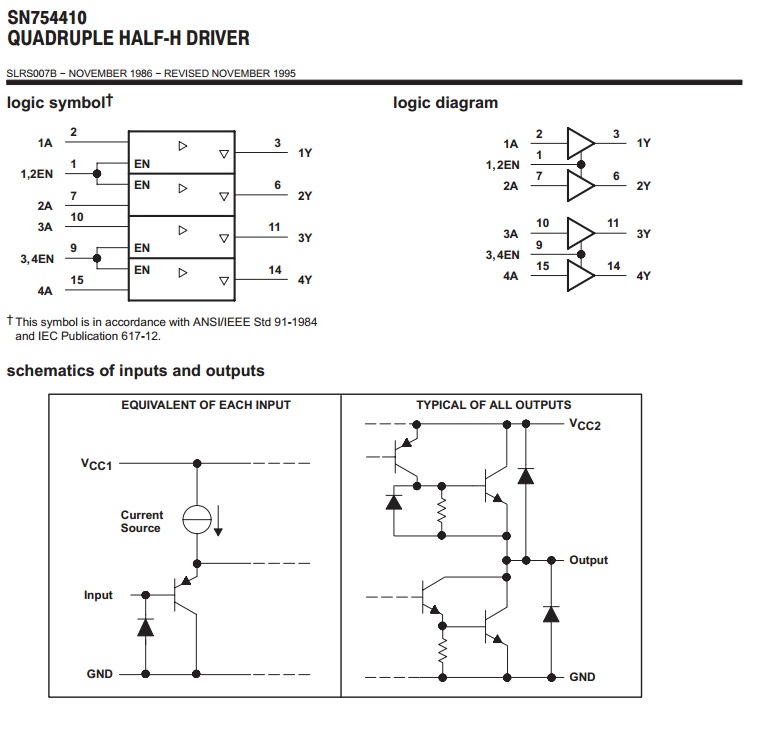 SN754410
QUADRUPLE HALF-H DRIVER
SLRS007B − NOVEMBER 1986 − REVISED NOVEMBER 1995
logic symbol†
1A
2
1,2EN
1
2A
7
3A
10
3,4EN
9
4A
15
EN
EN
EN
EN
3
1Y
6
2Y
11
3Y
14
4Y
† This symbol is in accordance with ANSI/IEEE Std 91-1984
and IEC Publication 617-12.
logic diagram
1A
2
3
1Y
1,2EN
1
2A
7
6
2Y
3A
10
11
3Y
3,4EN
9
4A
15
14
4Y
schematics of inputs and outputs
EQUIVALENT OF EACH INPUT
VCC1
Current
Source
Input
GND
TYPICAL OF ALL OUTPUTS
VCC2
Output
GND